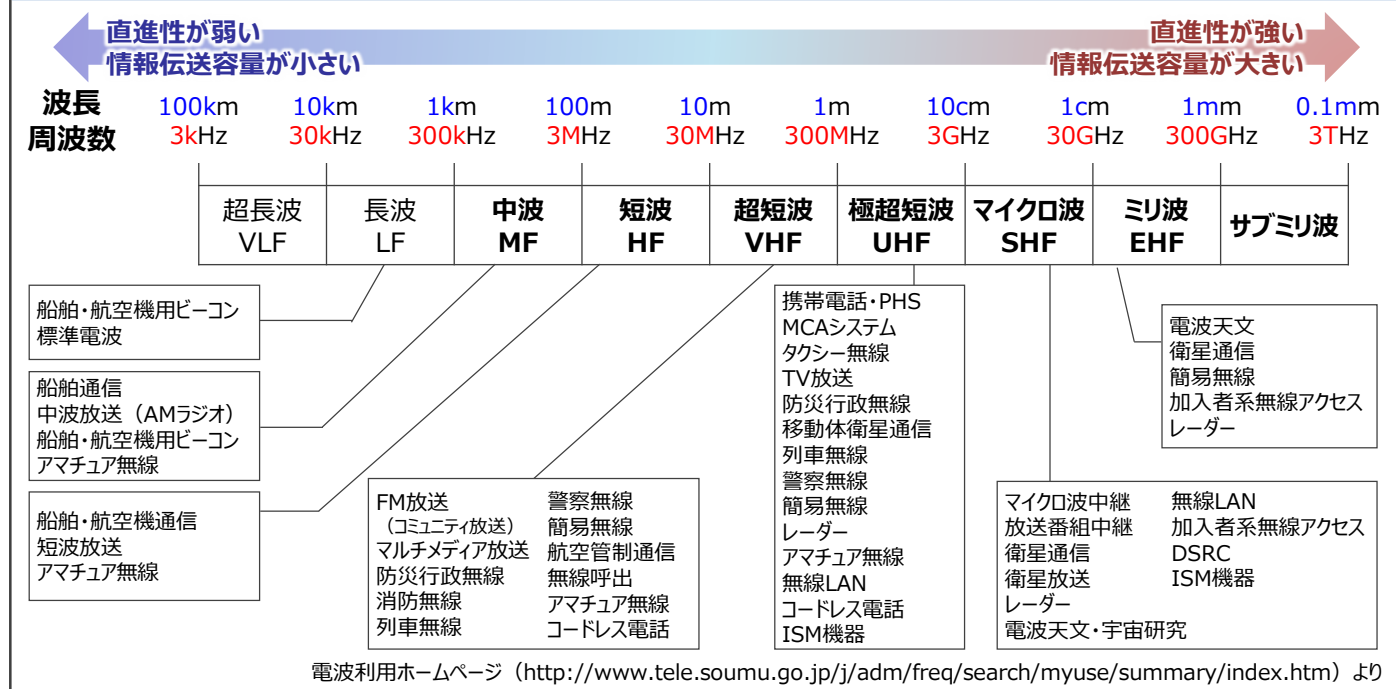 直進性が弱い
情報伝送容量が小さい
直進性が強い
情報伝送容量が大きい
波長 100km 10km 1km 100m 10m 1m 10cm 1cm 1mm 0.1mm
周波数 3kHz 30kHz 300kHz 3MHz 30MHz 300MHz 3GHz 30GHz 300GHz 3THz
超長波 長波 中波 短波 超短波 極超短波 マイクロ波 ミリ波 サブミリ波
VLF LF MF HF VHF UHF SHF EHF
船舶・航空機用ビーコン
標準電波
船舶通信
中波放送（AMラジオ）
船舶・航空機用ビーコン
アマチュア無線
船舶・航空機通信
短波放送
アマチュア無線
FM放送
（コミュニティ放送）
マルチメディア放送
防災行政無線
消防無線
列車無線
警察無線
簡易無線
航空管制通信
無線呼出
アマチュア無線
コードレス電話
携帯電話・PHS
MCAシステム
タクシー無線
TV放送
防災行政無線
移動体衛星通信
列車無線
警察無線
簡易無線
レーダー
アマチュア無線
無線LAN
コードレス電話
ISM機器
マイクロ波中継
放送番組中継
衛星通信
衛星放送
レーダー
電波天文・宇宙研究
無線LAN
加入者系無線アクセス
DSRC
ISM機器
電波天文
衛星通信
簡易無線
加入者系無線アクセス
レーダー
電波利用ホームページ（http://www.tele.soumu.go.jp/j/adm/freq/search/myuse/summary/index.htm）より